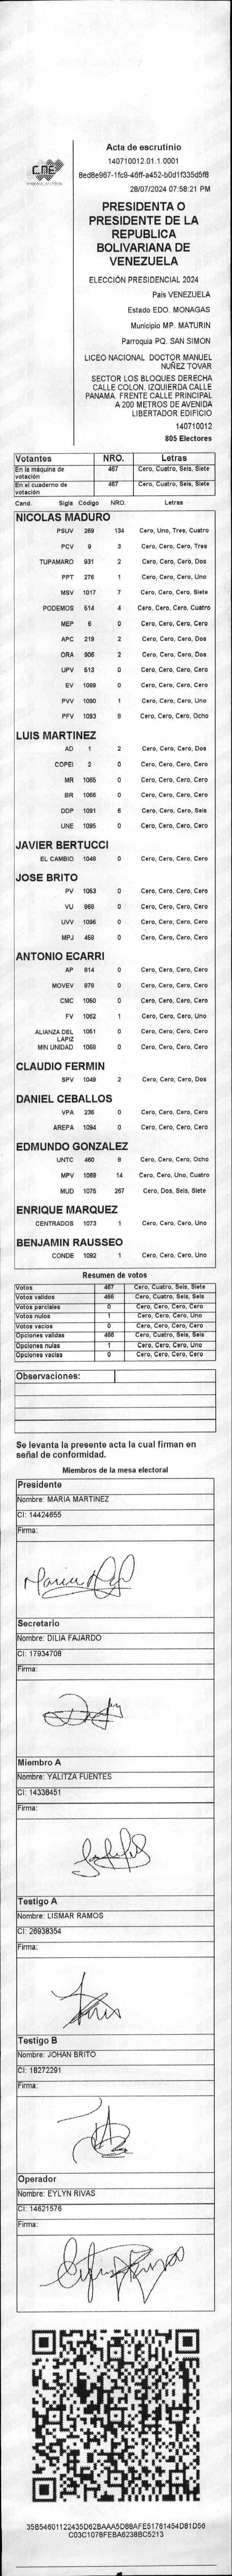 CNE
Acta de escrutinio
140710012.01.1.0001
8ed8e967-1fc9-46ff-a452-b0d1f335d5f8
28/07/2024 07:58:21 PM
PRESIDENTA O
PRESIDENTE DE LA
REPUBLICA
BOLIVARIANA DE
VENEZUELA
ELECCIÓN PRESIDENCIAL 2024
Pais VENEZUELA
Estado EDO. MONAGAS
Municipio MP. MATURIN
Parroquia PQ. SAN SIMON
LICEO NACIONAL DOCTOR MANUEL
NUÑEZ TOVAR
SECTOR LOS BLOQUES DERECHA
CALLE COLON. IZQUIERDA CALLE
PANAMA. FRENTE CALLE PRINCIPAL
A 200 METROS DE AVENIDA
LIBERTADOR EDIFICIO
140710012
805 Electores
Votantes NRO. Letras
En la máquina de votación 467 Cero, Cuatro, Seis, Siete
En el cuaderno de votación 467 Cero, Cuatro, Seis, Siete
Cand. Sigla Código NRO. Letras
NICOLAS MADURO
PSUV 269 134 Cero, Uno, Tres, Cuatro
PCV 9 3 Cero, Cero, Cero, Tres
TUPAMARO 931 2 Cero, Cero, Cero, Dos
PPT 276 1 Cero, Cero, Cero, Uno
MSV 1017 7 Cero, Cero, Cero, Siete
PODEMOS 514 4 Cero, Cero, Cero, Cuatro
MEP 6 0 Cero, Cero, Cero, Cero
APC 219 2 Cero, Cero, Cero, Dos
ORA 906 2 Cero, Cero, Cero, Dos
UPV 513 0 Cero, Cero, Cero, Cero
EV 1089 0 Cero, Cero, Cero, Cero
PVV 1090 1 Cero, Cero, Cero, Uno
PFV 1093 8 Cero, Cero, Cero, Ocho
LUIS MARTINEZ
AD 1 2 Cero, Cero, Cero, Dos
COPEI 2 0 Cero, Cero, Cero, Cero
MR 1065 0 Cero, Cero, Cero, Cero
BR 1066 0 Cero, Cero, Cero, Cero
DDP 1091 6 Cero, Cero, Cero, Seis
UNE 1095 0 Cero, Cero, Cero, Cero
JAVIER BERTUCCI
EL CAMBIO 1046 0 Cero, Cero, Cero, Cero
JOSE BRITO
PV 1053 0 Cero, Cero, Cero, Cero
VU 868 0 Cero, Cero, Cero, Cero
UVV 1096 0 Cero, Cero, Cero, Cero
MPJ 458 0 Cero, Cero, Cero, Cero
ANTONIO ECARRI
AP 814 0 Cero, Cero, Cero, Cero
MOVEV 878 0 Cero, Cero, Cero, Cero
CMC 1050 0 Cero, Cero, Cero, Cero
FV 1062 1 Cero, Cero, Cero, Uno
ALIANZA DEL LAPIZ 1051 0 Cero, Cero, Cero, Cero
MIN UNIDAD 1068 0 Cero, Cero, Cero, Cero
CLAUDIO FERMIN
SPV 1049 2 Cero, Cero, Cero, Dos
DANIEL CEBALLOS
VPA 236 0 Cero, Cero, Cero, Cero
AREPA 1094 0 Cero, Cero, Cero, Cero
EDMUNDO GONZALEZ
UNTC 460 8 Cero, Cero, Cero, Ocho
MPV 1069 14 Cero, Cero, Uno, Cuatro
MUD 1075 267 Cero, Dos, Seis, Siete
ENRIQUE MARQUEZ
CENTRADOS 1073 1 Cero, Cero, Cero, Uno
BENJAMIN RAUSSEO
CONDE 1092 1 Cero, Cero, Cero, Uno
Resumen de votos
Votos 467 Cero, Cuatro, Seis, Siete
Votos validos 466 Cero, Cuatro, Seis, Seis
Votos parciales 0 Cero, Cero, Cero, Cero
Votos nulos 1 Cero, Cero, Cero, Uno
Votos vacios 0 Cero, Cero, Cero, Cero
Opciones validas 466 Cero, Cuatro, Seis, Seis
Opciones nulas 1 Cero, Cero, Cero, Uno
Opciones vacias 0 Cero, Cero, Cero, Cero
Observaciones:
Se levanta la presente acta la cual firman en
señal de conformidad.
Miembros de la mesa electoral
Presidente
Nombre: MARIA MARTINEZ
CI: 14424655
Firma:
Secretario
Nombre: DILIA FAJARDO
CI: 17934708
Firma:
Miembro A
Nombre: YALITZA FUENTES
CI: 14338451
Firma:
Testigo A
Nombre: LISMAR RAMOS
CI: 26938354
Firma:
Testigo B
Nombre: JOHAN BRITO
CI: 18272291
Firma:
Operador
Nombre: EYLYN RIVAS
CI: 14621576
Firma:
35B54601122435D62BAAA5D88AFE51761454D81D56
C03C1078FEBA6238BC5213